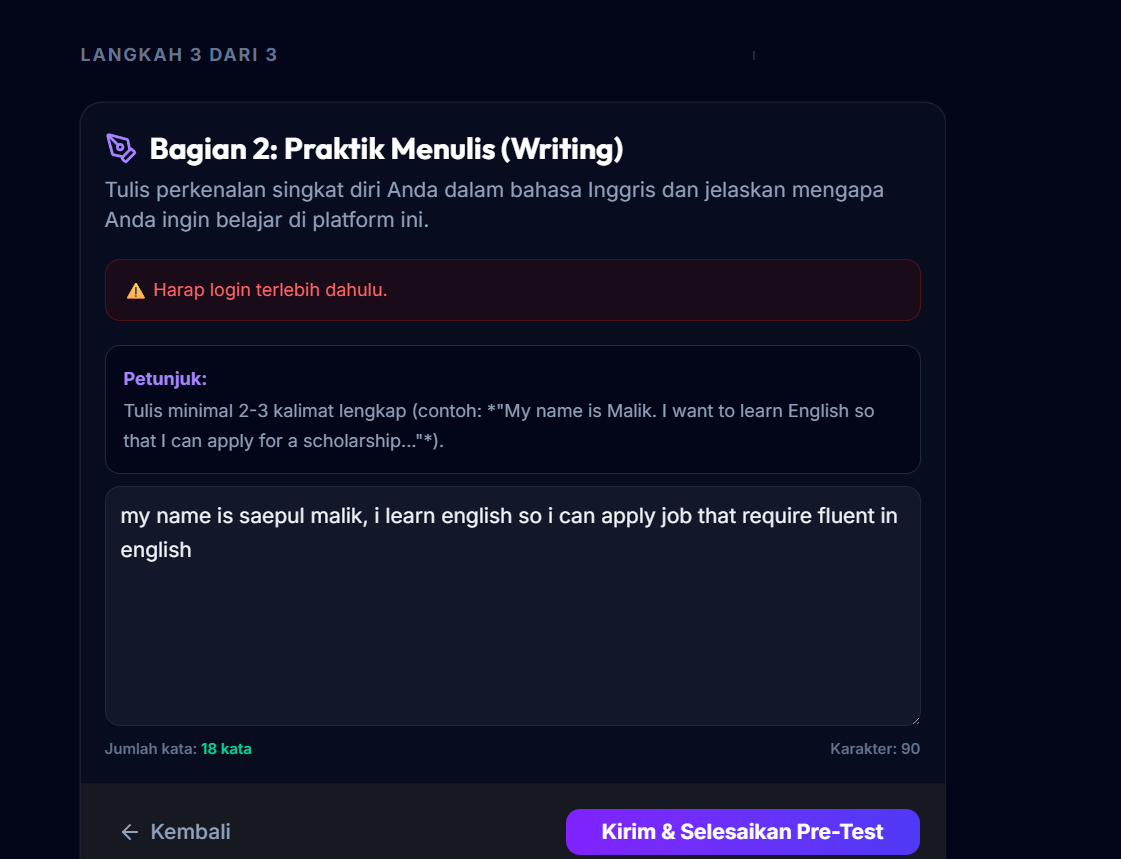 LANGKAH 3 DARI 3
Bagian 2: Praktik Menulis (Writing)
Tulis perkenalan singkat diri Anda dalam bahasa Inggris dan jelaskan mengapa
Anda ingin belajar di platform ini.
Harap login terlebih dahulu.
Petunjuk:
Tulis minimal 2-3 kalimat lengkap (contoh: *"My name is Malik. I want to learn English so
that I can apply for a scholarship..."*).
my name is saepul malik, i learn english so i can apply job that require fluent in
english
Jumlah kata: 18 kata
Karakter: 90
← Kembali
Kirim & Selesaikan Pre-Test